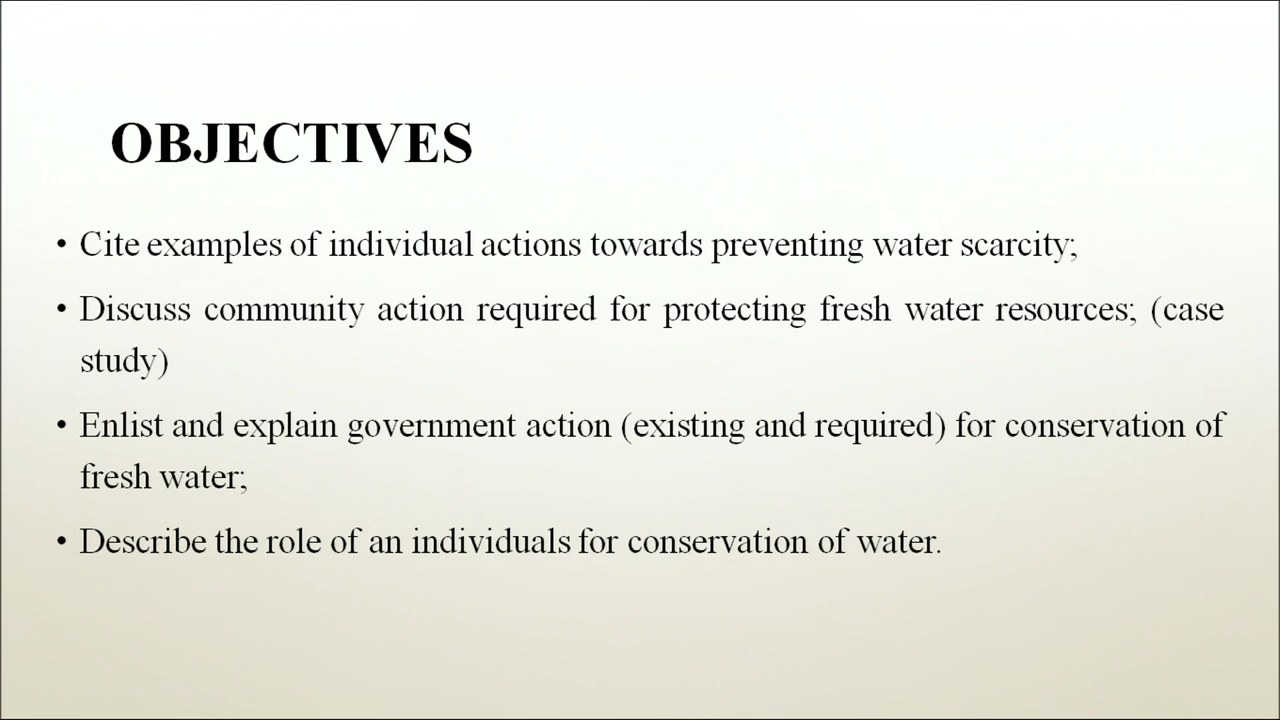 OBJECTIVES
• Cite examples of individual actions towards preventing water scarcity;
• Discuss community action required for protecting fresh water resources; (case
study)
• Enlist and explain government action (existing and required) for conservation of
fresh water;
• Describe the role of an individuals for conservation of water.